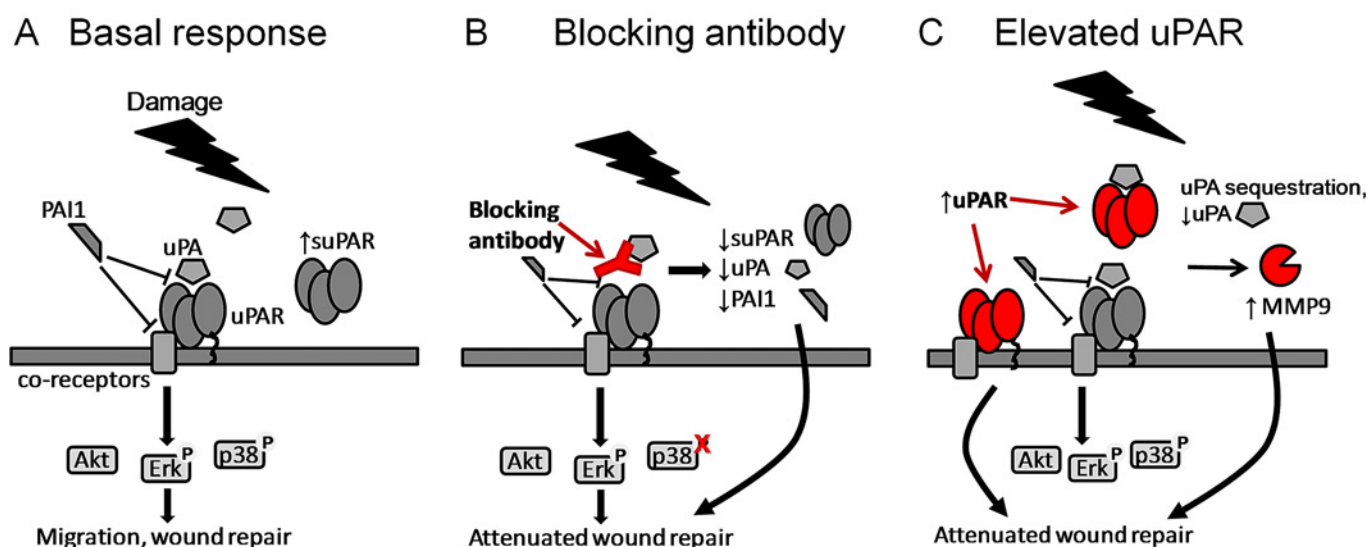 A Basal response
Damage
PAI1
uPA
↑suPAR
uPAR
co-receptors
Akt
Erk
P
p38
P
Migration, wound repair
B Blocking antibody
Blocking
antibody
↓suPAR
↓uPA
↓PAI1
Akt
Erk
P
p38
P
Attenuated wound repair
C Elevated uPAR
↑uPAR
uPA sequestration,
↓uPA
↑ MMP9
Akt
Erk
P
p38
P
Attenuated wound repair